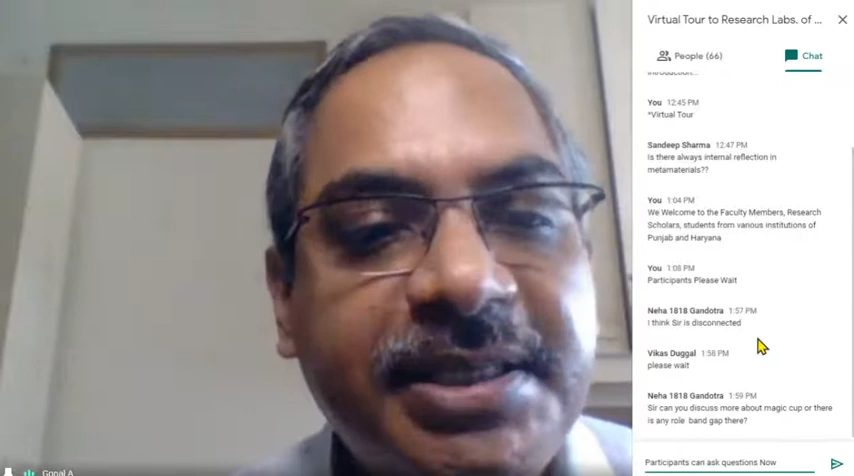 Virtual Tour to Research Labs. of ...
People (66)
Chat
introduction...
You 12:45 PM
*Virtual Tour
Sandeep Sharma 12:47 PM
Is there always internal reflection in
metamaterials??
You 1:04 PM
We Welcome to the Faculty Members, Research
Scholars, students from various institutions of
Punjab and Haryana
You 1:08 PM
Participants Please Wait
Neha 1818 Gandotra 1:57 PM
I think Sir is disconnected
Vikas Duggal 1:58 PM
please wait
Neha 1818 Gandotra 1:59 PM
Sir can you discuss more about magic cup or there
is any role band gap there?
Participants can ask questions Now
Gopal A